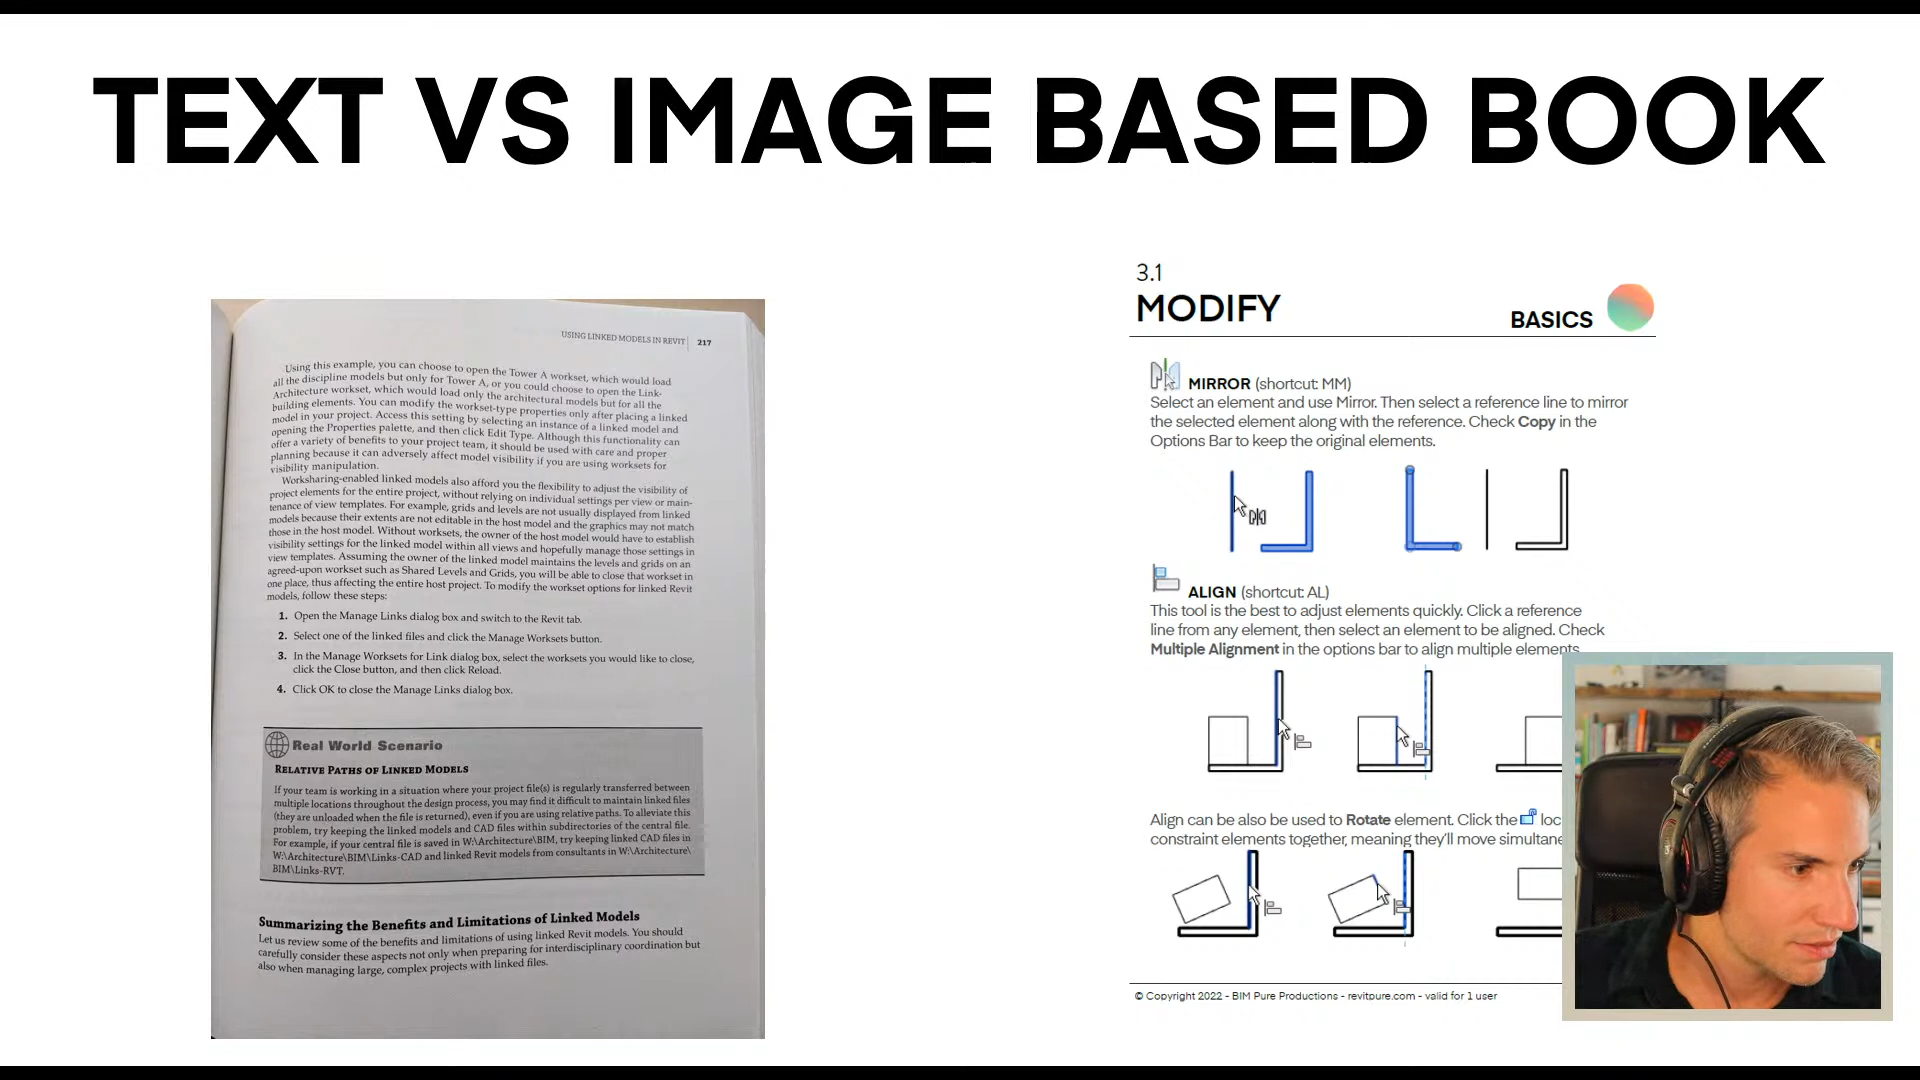 TEXT VS IMAGE BASED BOOK
USING LINKED MODELS IN REVIT 217
Using this example, you can choose to open the Tower A workset, which would load
all the discipline models but only for Tower A, or you could choose to open the Link-
Architecture workset, which would load only the architectural models but for all the
building elements. You can modify the workset-type properties only after placing a linked
model in your project. Access this setting by selecting an instance of a linked model and
opening the Properties palette, and then click Edit Type. Although this functionality can
offer a variety of benefits to your project team, it should be used with care and proper
planning because it can adversely affect model visibility if you are using worksets for
visibility manipulation.
Worksharing-enabled linked models also afford you the flexibility to adjust the visibility of
project elements for the entire project, without relying on individual settings per view or main-
tenance of view templates. For example, grids and levels are not usually displayed from linked
models because their extents are not editable in the host model and the graphics may not match
those in the host model. Without worksets, the owner of the host model would have to establish
visibility settings for the linked model within all views and hopefully manage those settings in
view templates. Assuming the owner of the linked model maintains the levels and grids on an
agreed-upon workset such as Shared Levels and Grids, you will be able to close that workset in
one place, thus affecting the entire host project. To modify the workset options for linked Revit
models, follow these steps:
1. Open the Manage Links dialog box and switch to the Revit tab.
2. Select one of the linked files and click the Manage Worksets button.
3. In the Manage Worksets for Link dialog box, select the worksets you would like to close,
click the Close button, and then click Reload.
4. Click OK to close the Manage Links dialog box.
Real World Scenario
RELATIVE PATHS OF LINKED MODELS
If your team is working in a situation where your project file(s) is regularly transferred between
multiple locations throughout the design process, you may find it difficult to maintain linked files
(they are unloaded when the file is returned), even if you are using relative paths. To alleviate this
problem, try keeping the linked models and CAD files within subdirectories of the central file.
For example, if your central file is saved in W:\Architecture\BIM, try keeping linked CAD files in
W:\Architecture\BIM\Links-CAD and linked Revit models from consultants in W:\Architecture\
BIM\Links-RVT.
Summarizing the Benefits and Limitations of Linked Models
Let us review some of the benefits and limitations of using linked Revit models. You should
carefully consider these aspects not only when preparing for interdisciplinary coordination but
also when managing large, complex projects with linked files.
3.1
MODIFY
BASICS
MIRROR (shortcut: MM)
Select an element and use Mirror. Then select a reference line to mirror
the selected element along with the reference. Check Copy in the
Options Bar to keep the original elements.
ALIGN (shortcut: AL)
This tool is the best to adjust elements quickly. Click a reference
line from any element, then select an element to be aligned. Check
Multiple Alignment in the options bar to align multiple elements.
Align can be also be used to Rotate element. Click the loc
constraint elements together, meaning they'll move simultane
© Copyright 2022 - BIM Pure Productions - revitpure.com - valid for 1 user